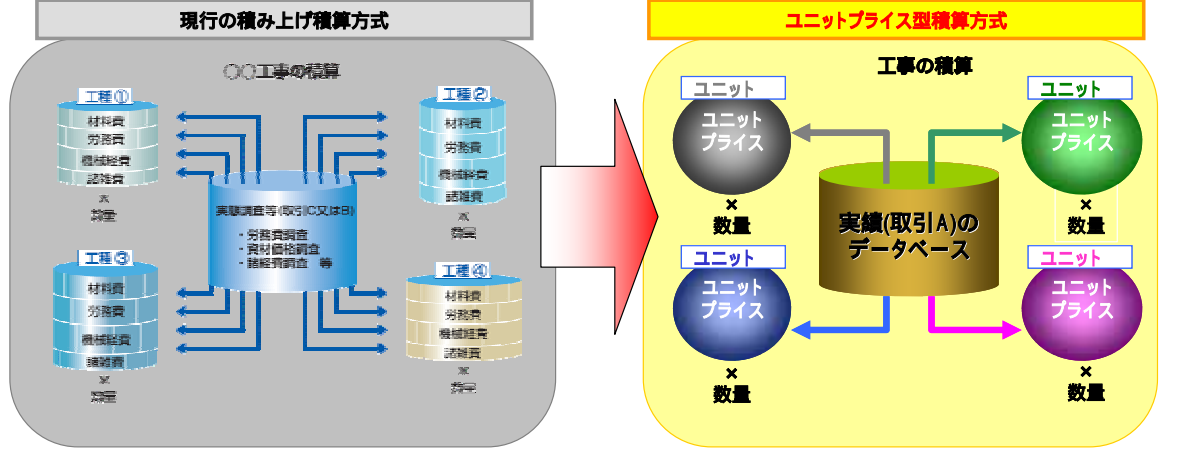 現行の積み上げ積算方式
〇〇工事の積算
工種①
材料費
労務費
機械経費
諸雑費
×
数量
工種②
材料費
労務費
機械経費
諸雑費
×
数量
実態調査等(取引C又はB)
・労務費調査
・資材価格調査
・諸経費調査 等
工種③
材料費
労務費
機械経費
諸雑費
×
数量
工種④
材料費
労務費
機械経費
諸雑費
×
数量
ユニットプライス型積算方式
工事の積算
ユニット
ユニット
プライス
×
数量
ユニット
ユニット
プライス
×
数量
実績(取引A)の
データベース
ユニット
ユニット
プライス
×
数量
ユニット
ユニット
プライス
×
数量